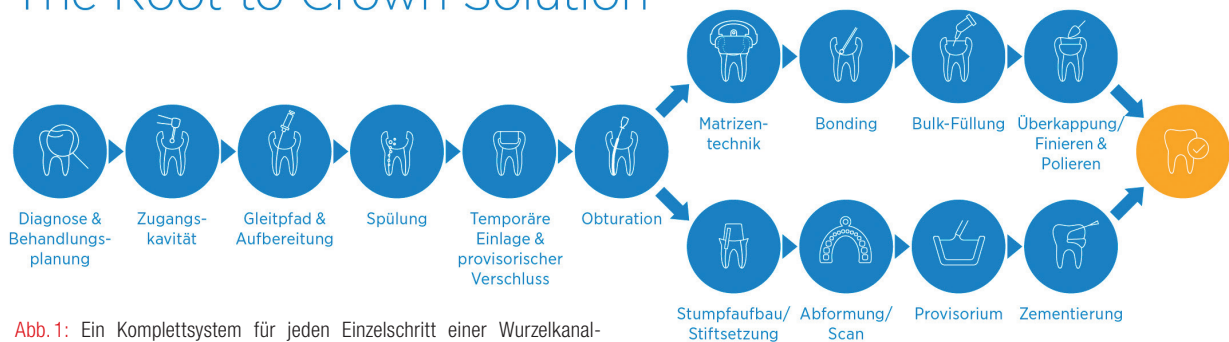 The Root to Crown Solution
Diagnose &
Behandlungs-
planung
Zugangs-
kavität
Gleitpfad &
Aufbereitung
Spülung
Temporäre
Einlage &
provisorischer
Verschluss
Obturation
Matrizen-
technik
Bonding
Bulk-Füllung
Überkappung/
Finieren &
Polieren
Stumpfaufbau/
Stiftsetzung
Abformung/
Scan
Provisorium
Zementierung
Abb. 1: Ein Komplettsystem für jeden Einzelschritt einer Wurzelkanal-